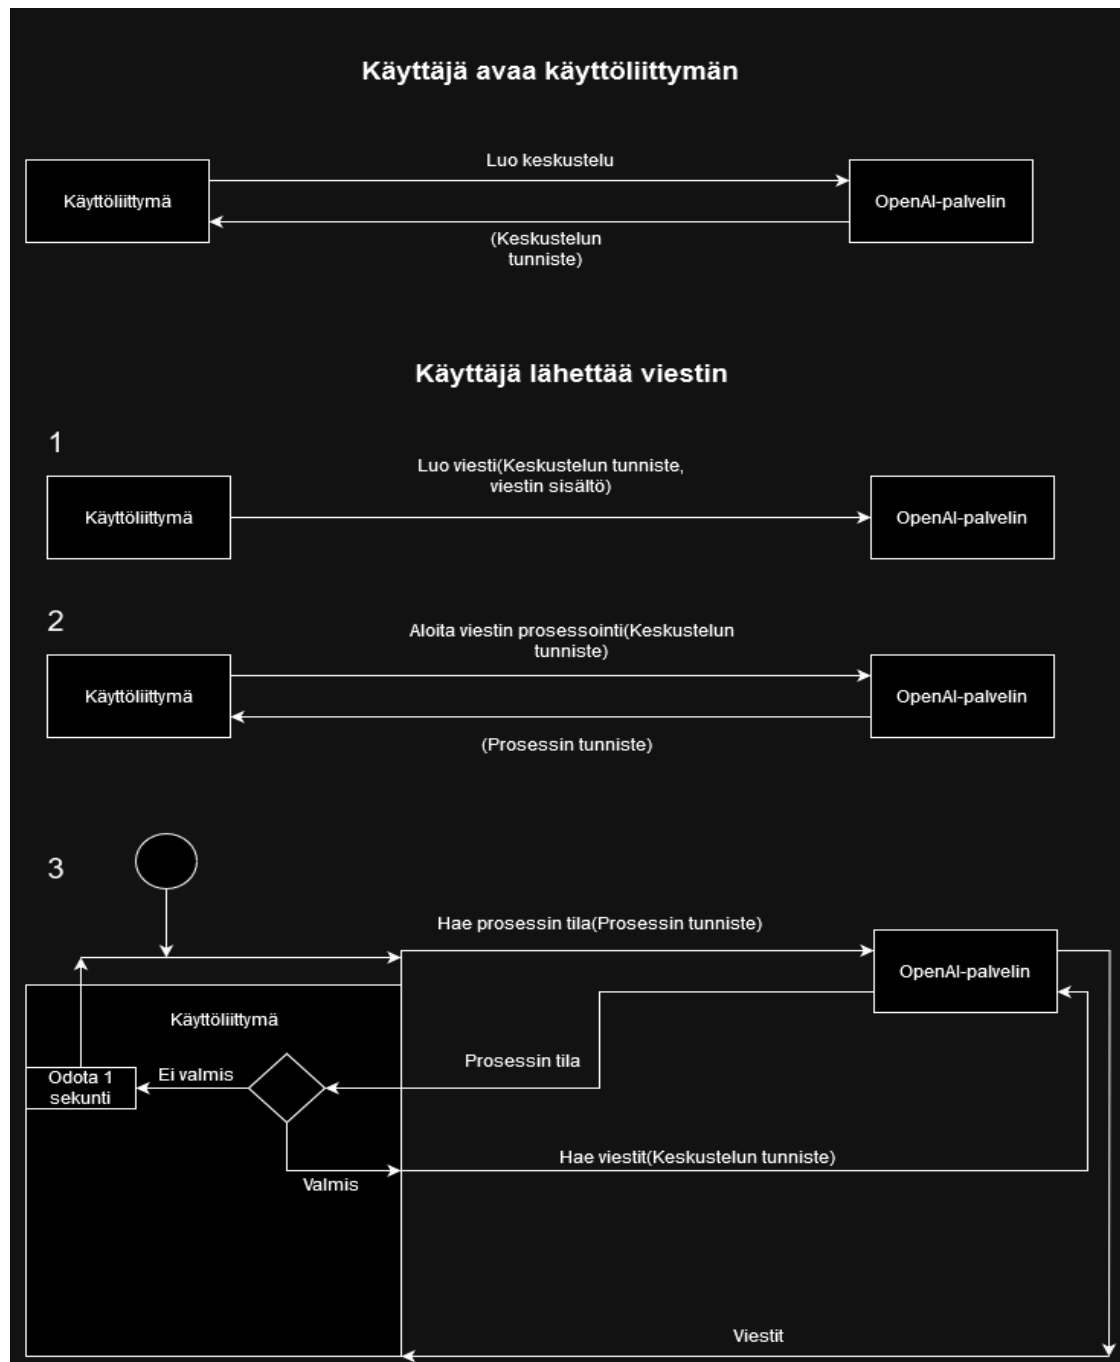 Käyttäjä avaa käyttöliittymän
Luo keskustelu
Käyttöliittymä
OpenAI-palvelin
(Keskustelun
tunniste)
Käyttäjä lähettää viestin
1
Luo viesti(Keskustelun tunniste,
viestin sisältö)
Käyttöliittymä
OpenAI-palvelin
2
Aloita viestin prosessointi(Keskustelun
tunniste)
Käyttöliittymä
OpenAI-palvelin
(Prosessin tunniste)
3
Hae prosessin tila(Prosessin tunniste)
OpenAI-palvelin
Käyttöliittymä
Prosessin tila
Ei valmis
Odota 1
sekunti
Hae viestit(Keskustelun tunniste)
Valmis
Viestit